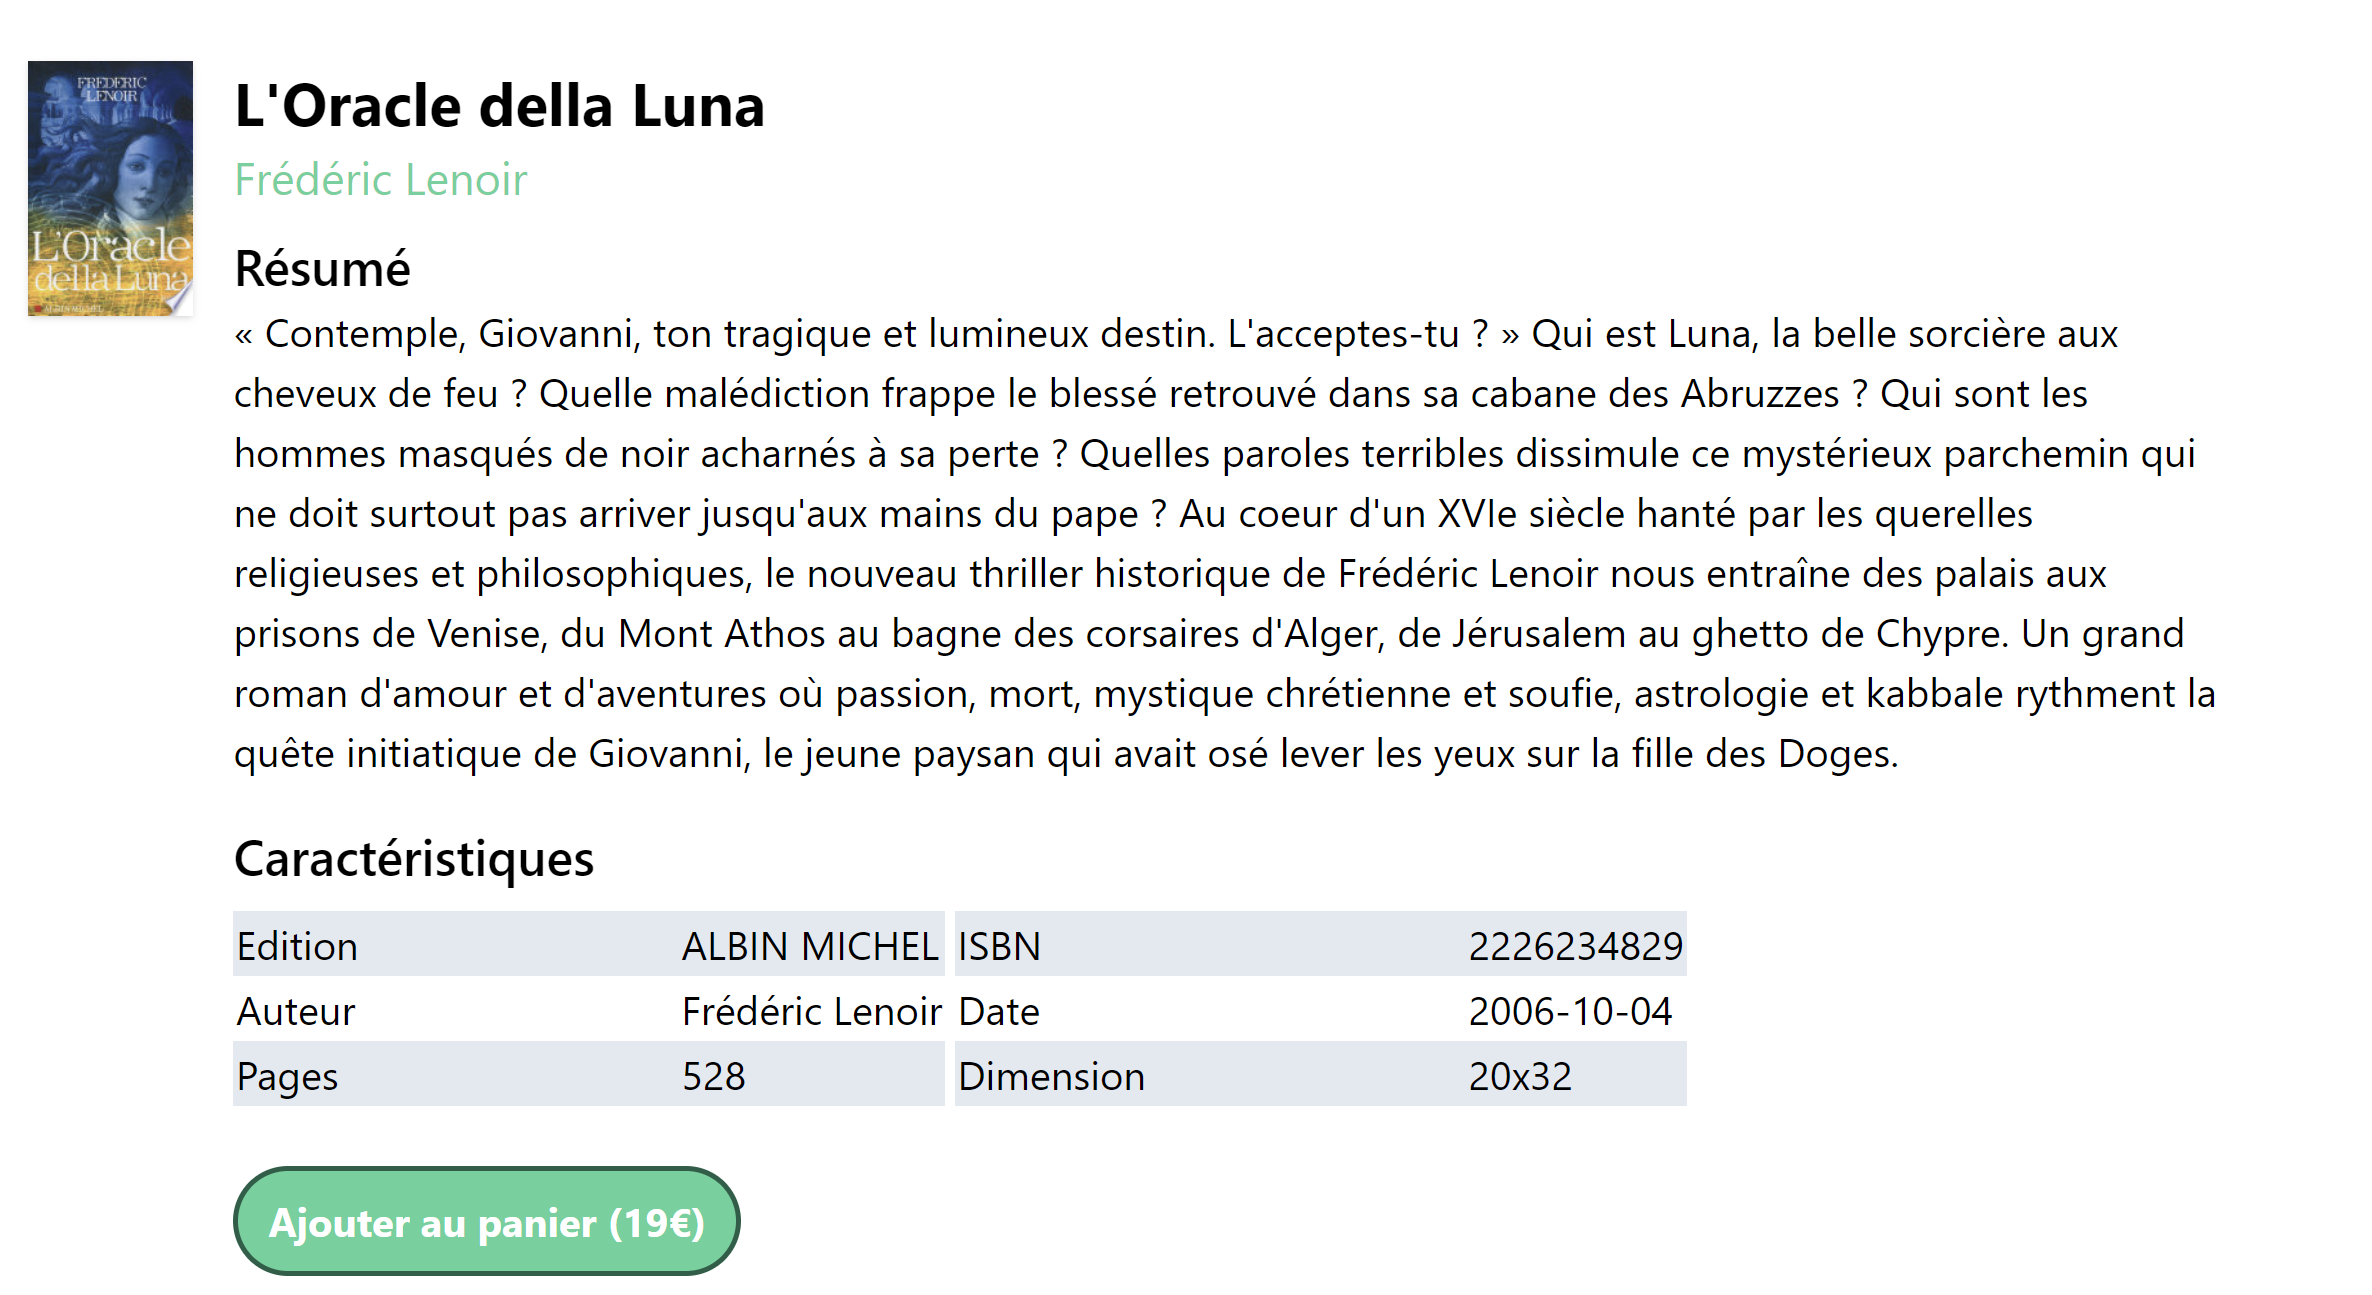 FREDERIC
LENOIR
L'Oracle
della Luna
ALBIN MICHEL
L'Oracle della Luna
Frédéric Lenoir
Résumé
« Contemple, Giovanni, ton tragique et lumineux destin. L'acceptes-tu ? » Qui est Luna, la belle sorcière aux
cheveux de feu ? Quelle malédiction frappe le blessé retrouvé dans sa cabane des Abruzzes ? Qui sont les
hommes masqués de noir acharnés à sa perte ? Quelles paroles terribles dissimule ce mystérieux parchemin qui
ne doit surtout pas arriver jusqu'aux mains du pape ? Au coeur d'un XVIe siècle hanté par les querelles
religieuses et philosophiques, le nouveau thriller historique de Frédéric Lenoir nous entraîne des palais aux
prisons de Venise, du Mont Athos au bagne des corsaires d'Alger, de Jérusalem au ghetto de Chypre. Un grand
roman d'amour et d'aventures où passion, mort, mystique chrétienne et soufie, astrologie et kabbale rythment la
quête initiatique de Giovanni, le jeune paysan qui avait osé lever les yeux sur la fille des Doges.
Caractéristiques
Edition ALBIN MICHEL ISBN 2226234829
Auteur Frédéric Lenoir Date 2006-10-04
Pages 528 Dimension 20x32
Ajouter au panier (19€)